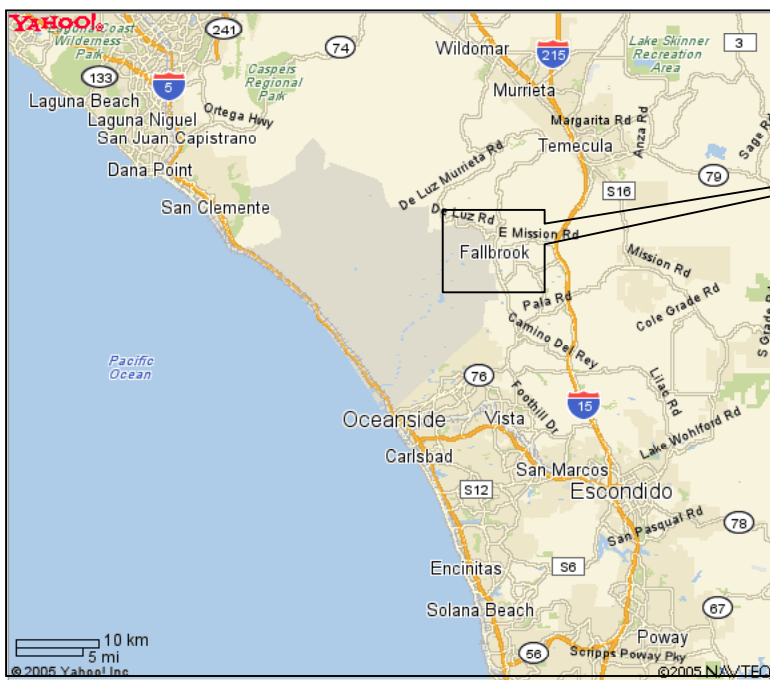 YAHOO!
Laguna Coast
Wilderness
Park
241
74
Wildomar
215
Lake Skinner
Recreation
Area
3
133
5
Caspers
Regional
Park
Murrieta
Laguna Beach
Ortega Hwy
Laguna Niguel
Margarita Rd
Anza Rd
Sage Rd
San Juan Capistrano
Temecula
Dana Point
De Luz Murrieta Rd
79
S16
San Clemente
De Luz Rd
E Mission Rd
Fallbrook
Mission Rd
Pala Rd
Cole Grade Rd
S Grade Rd
Camino Del Rey
Pacific
Ocean
76
Foothill Dr
Lilac Rd
15
Oceanside
Vista
Lake Wohlford Rd
Carlsbad
San Marcos
S12
Escondido
San Pasqual Rd
78
Encinitas
S6
Solana Beach
67
10 km
5 mi
56
Poway
Scripps Poway Pky
© 2005 Yahoo! Inc
©2005 NAVTEQ